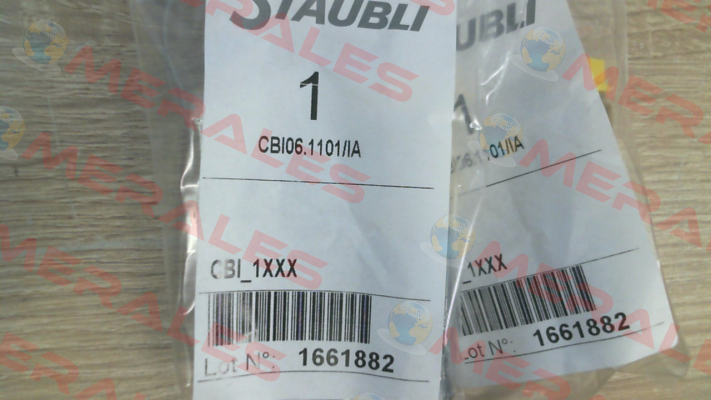 STAUBLI
1
CBI06.1101/IA
CBI_1XXX
Lot N°: 1661882
UBLI
1
06.1101/IA
_1XXX
Lot N°: 1661882
MERALES
MERALES
MERALES
MERALES